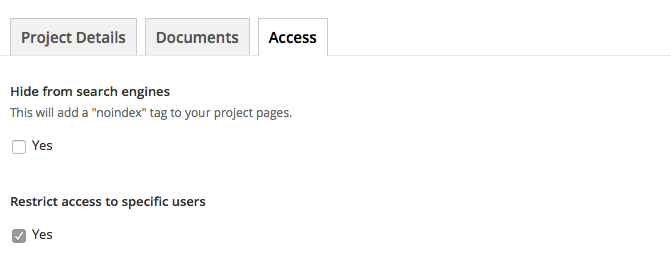 Project Details Documents Access
Hide from search engines
This will add a "noindex" tag to your project pages.
Yes
Restrict access to specific users
Yes